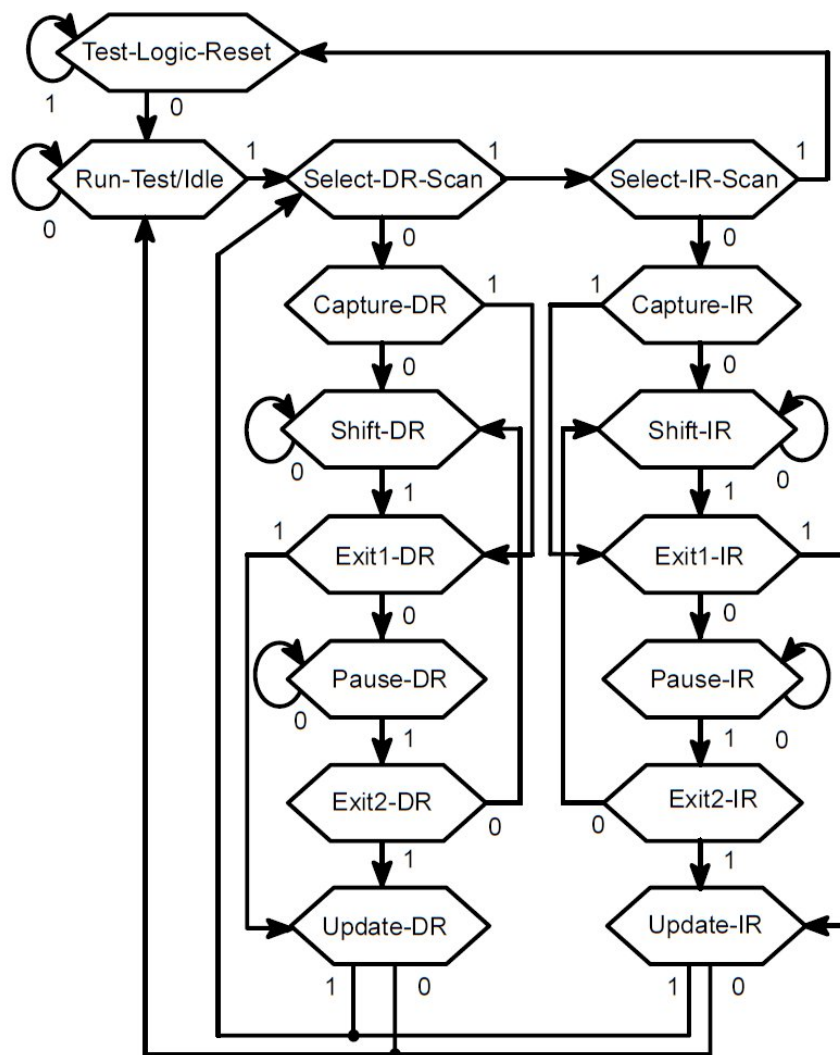 Test-Logic-Reset
1
0
Run-Test/Idle
1
Select-DR-Scan
1
Select-IR-Scan
1
0
0
0
Capture-DR
1
1
Capture-IR
0
0
Shift-DR
Shift-IR
0
0
1
1
1
Exit1-DR
Exit1-IR
1
0
0
Pause-DR
Pause-IR
0
1
1
0
Exit2-DR
0
0
Exit2-IR
1
1
Update-DR
Update-IR
1
0
1
0